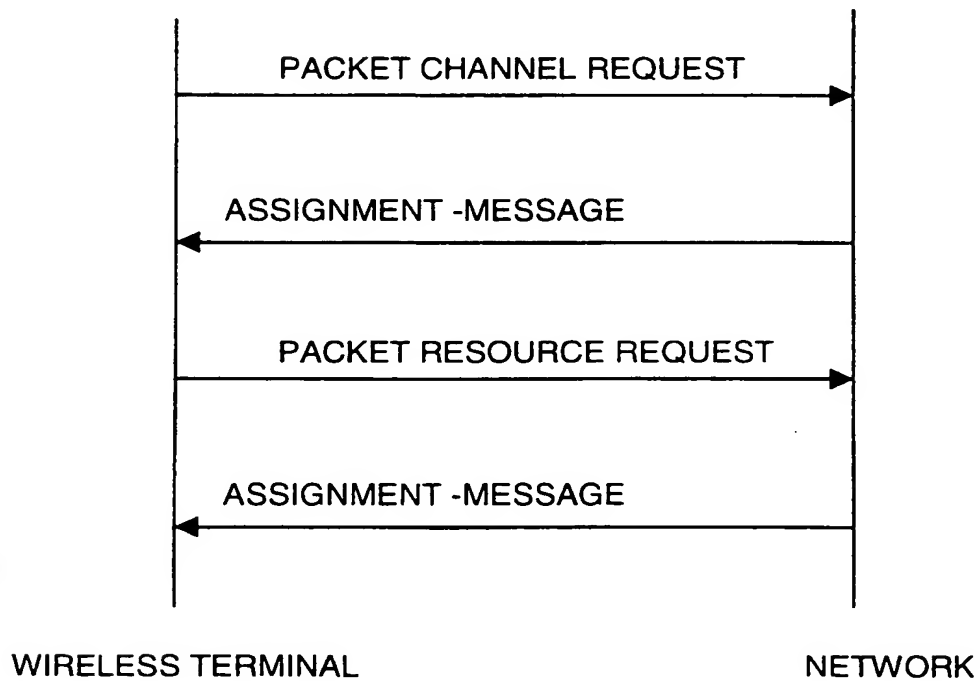 PACKET CHANNEL REQUEST
ASSIGNMENT -MESSAGE
PACKET RESOURCE REQUEST
ASSIGNMENT -MESSAGE
WIRELESS TERMINAL
NETWORK